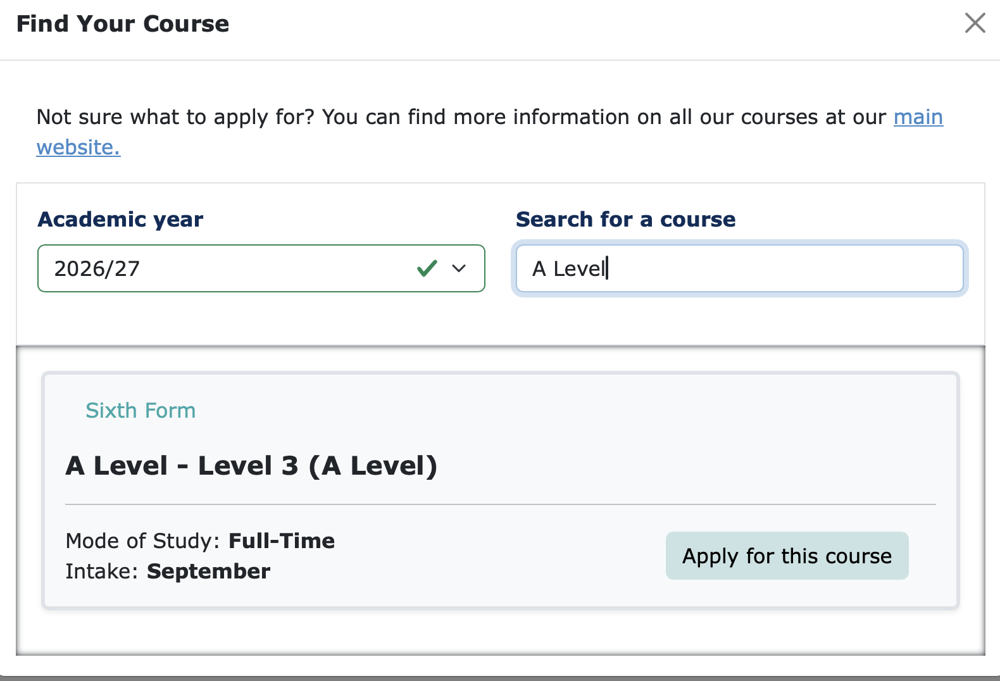 Find Your Course
Not sure what to apply for? You can find more information on all our courses at our main
website.
Academic year
Search for a course
2026/27
A Level
Sixth Form
A Level - Level 3 (A Level)
Mode of Study: Full-Time
Intake: September
Apply for this course